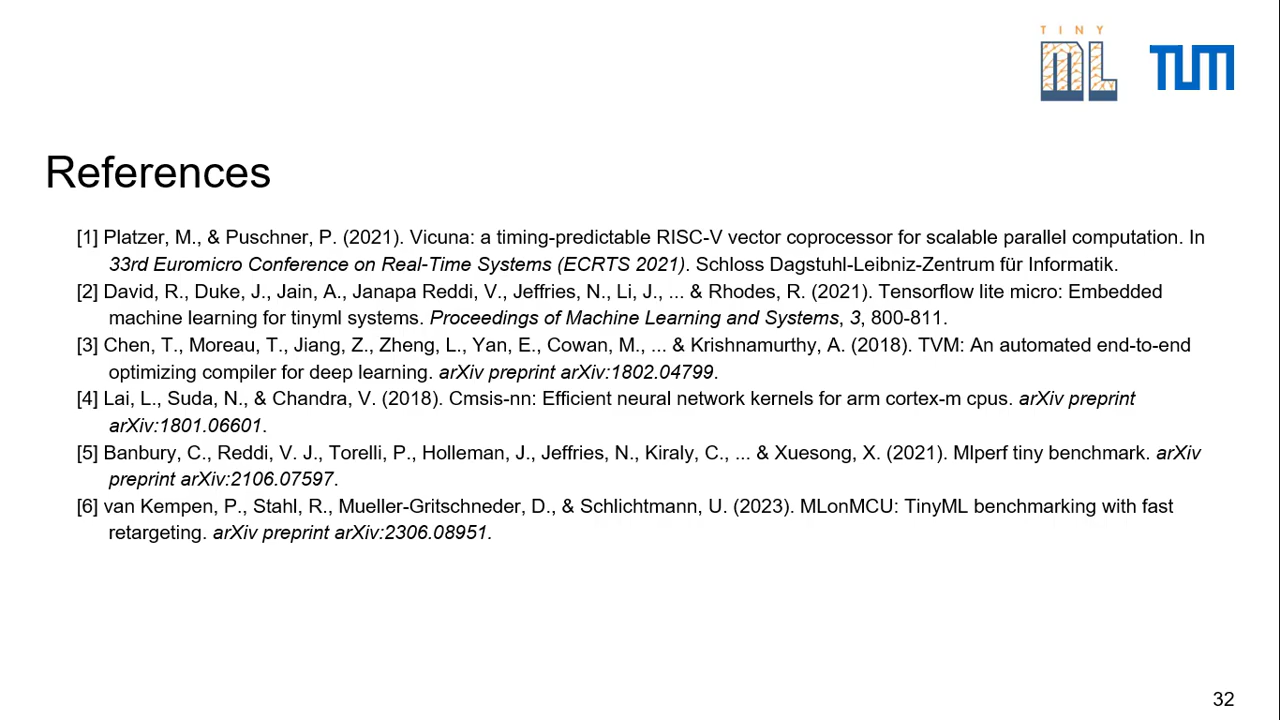 TINY
ML
TUM
References
[1] Platzer, M., & Puschner, P. (2021). Vicuna: a timing-predictable RISC-V vector coprocessor for scalable parallel computation. In
33rd Euromicro Conference on Real-Time Systems (ECRTS 2021). Schloss Dagstuhl-Leibniz-Zentrum für Informatik.
[2] David, R., Duke, J., Jain, A., Janapa Reddi, V., Jeffries, N., Li, J., ... & Rhodes, R. (2021). Tensorflow lite micro: Embedded
machine learning for tinyml systems. Proceedings of Machine Learning and Systems, 3, 800-811.
[3] Chen, T., Moreau, T., Jiang, Z., Zheng, L., Yan, E., Cowan, M., ... & Krishnamurthy, A. (2018). TVM: An automated end-to-end
optimizing compiler for deep learning. arXiv preprint arXiv:1802.04799.
[4] Lai, L., Suda, N., & Chandra, V. (2018). Cmsis-nn: Efficient neural network kernels for arm cortex-m cpus. arXiv preprint
arXiv:1801.06601.
[5] Banbury, C., Reddi, V. J., Torelli, P., Holleman, J., Jeffries, N., Kiraly, C., ... & Xuesong, X. (2021). Mlperf tiny benchmark. arXiv
preprint arXiv:2106.07597.
[6] van Kempen, P., Stahl, R., Mueller-Gritschneder, D., & Schlichtmann, U. (2023). MLonMCU: TinyML benchmarking with fast
retargeting. arXiv preprint arXiv:2306.08951.
32